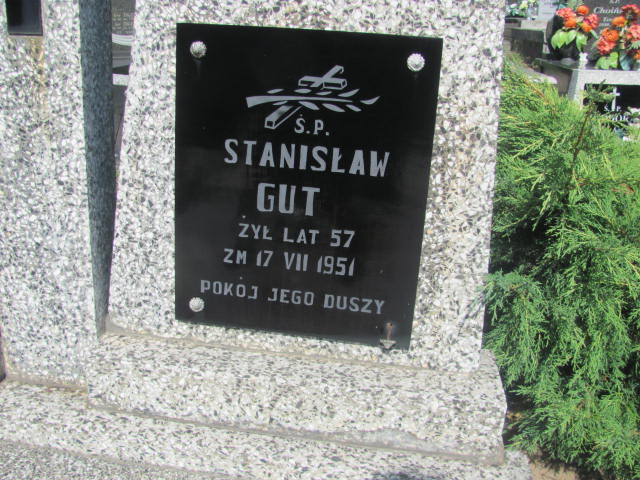 Ś.P.
STANISŁAW
GUT
ŻYŁ LAT 57
ZM 17 VII 1951
POKÓJ JEGO DUSZY